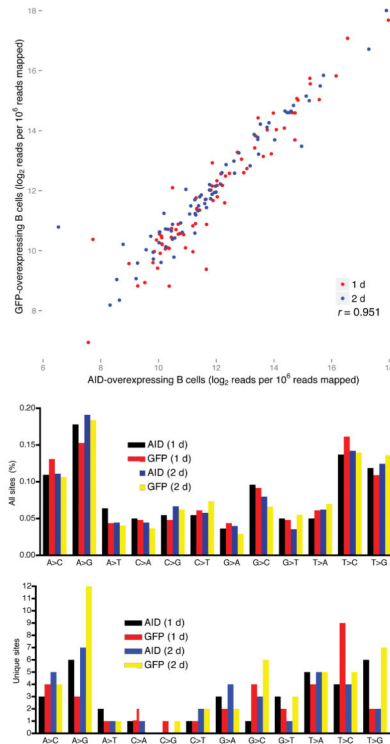 GFP-overexpressing B cells (log2 reads per 10^6 reads mapped)
18
16
14
12
10
8
6 8 10 12 14 16 18
AID-overexpressing B cells (log2 reads per 10^6 reads mapped)
1 d
2 d
r = 0.951
All sites (%)
0.20
0.15
0.10
0.05
0.00
AID (1 d)
GFP (1 d)
AID (2 d)
GFP (2 d)
A>C A>G A>T C>A C>G C>T G>A G>C G>T T>A T>C T>G
Unique sites
12
11
10
9
8
7
6
5
4
3
2
1
0
AID (1 d)
GFP (1 d)
AID (2 d)
GFP (2 d)
A>C A>G A>T C>A C>G C>T G>A G>C G>T T>A T>C T>G